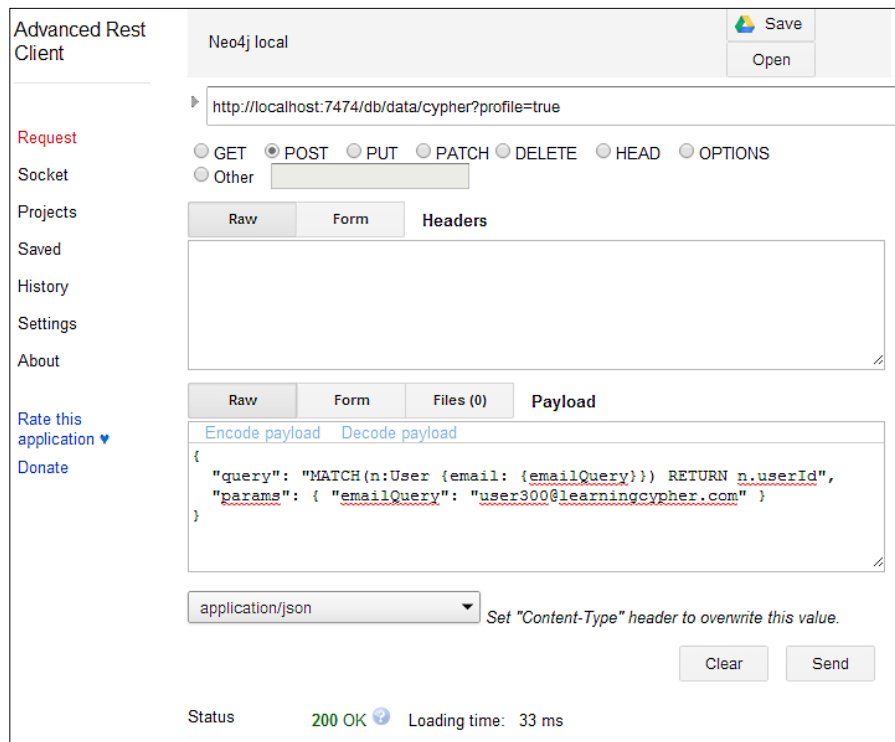 Advanced Rest
Client
Neo4j local
Save
Open
http://localhost:7474/db/data/cypher?profile=true
Request
Socket
Projects
Saved
History
Settings
About
Rate this
application ♥
Donate
GET POST PUT PATCH DELETE HEAD OPTIONS
Other
Raw Form Headers
Raw Form Files (0) Payload
Encode payload Decode payload
{
"query": "MATCH(n:User {email: {emailQuery}}) RETURN n.userId",
"params": { "emailQuery": "user300@learningcypher.com" }
}
application/json
Set "Content-Type" header to overwrite this value.
Clear Send
Status 200 OK ? Loading time: 33 ms